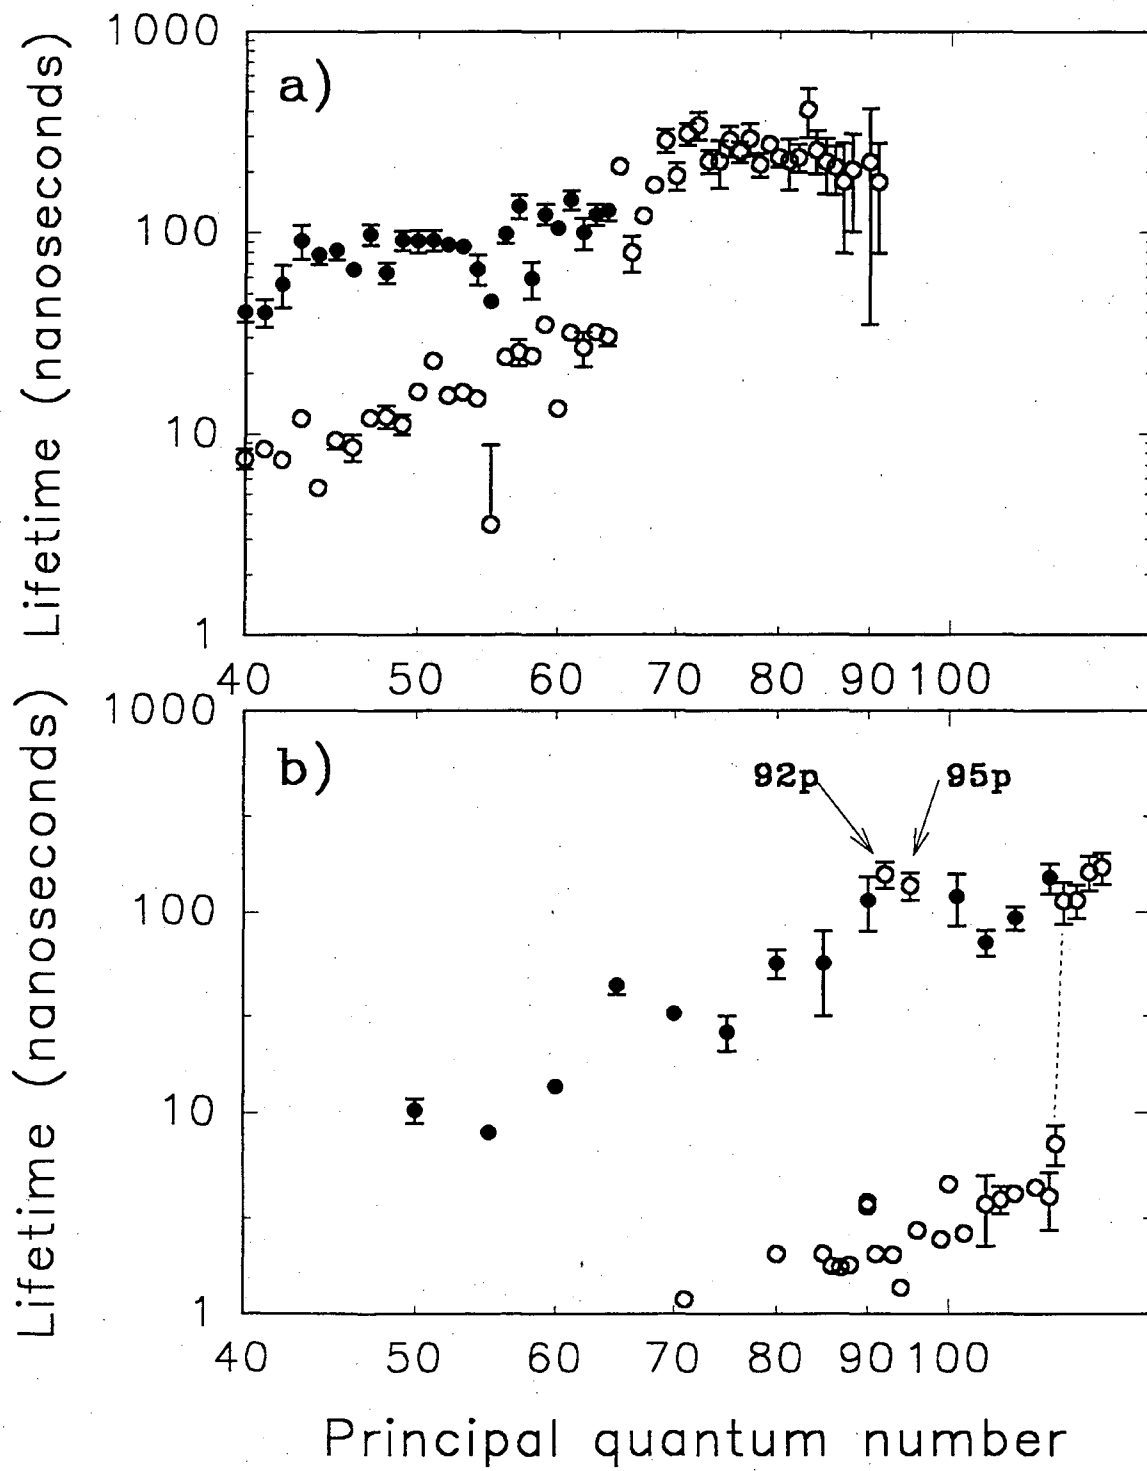 1000
a)
100
10
1
Lifetime (nanoseconds)
40 50 60 70 80 90 100
1000
b)
92p 95p
100
10
1
Lifetime (nanoseconds)
40 50 60 70 80 90 100
Principal quantum number